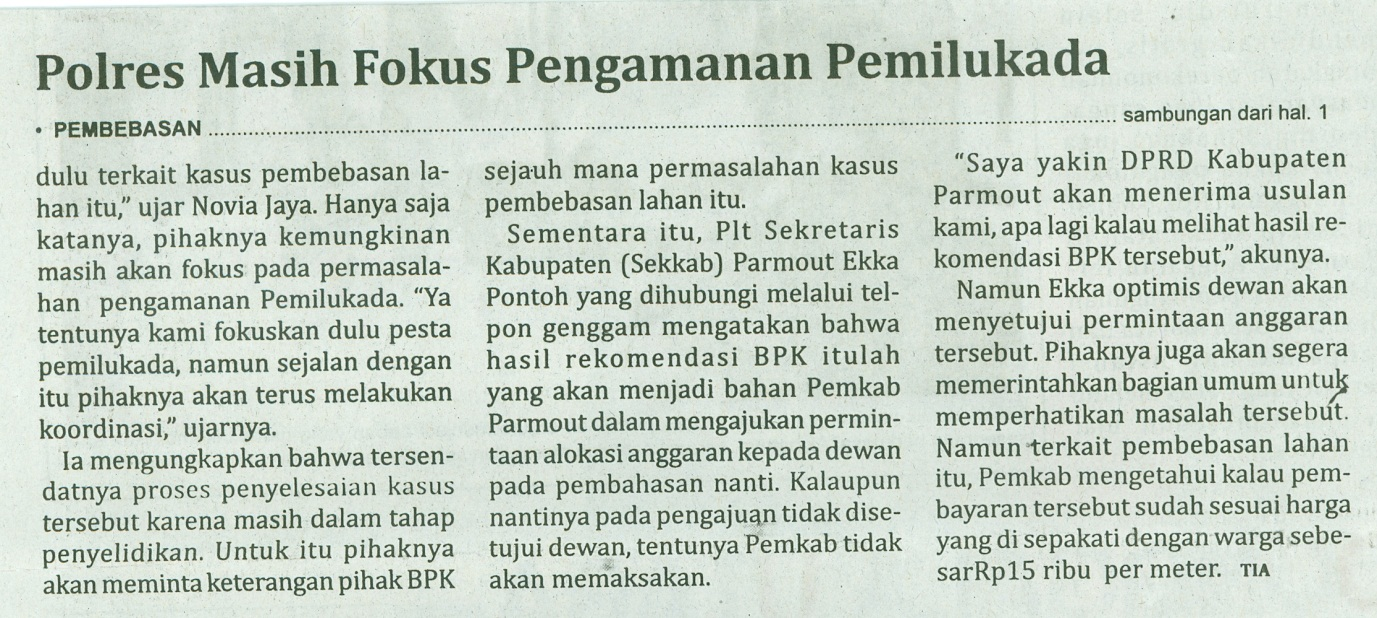 Polres Masih Fokus Pengamanan Pemilukada
• PEMBEBASAN ........................................ sambungan dari hal. 1
dulu terkait kasus pembebasan la-
han itu,” ujar Novia Jaya. Hanya saja
katanya, pihaknya kemungkinan
masih akan fokus pada permasala-
han pengamanan Pemilukada. “Ya
tentunya kami fokuskan dulu pesta
pemilukada, namun sejalan dengan
itu pihaknya akan terus melakukan
koordinasi,” ujarnya.
Ia mengungkapkan bahwa tersen-
datnya proses penyelesaian kasus
tersebut karena masih dalam tahap
penyelidikan. Untuk itu pihaknya
akan meminta keterangan pihak BPK
sejauh mana permasalahan kasus
pembebasan lahan itu.
Sementara itu, Plt Sekretaris
Kabupaten (Sekkab) Parmout Ekka
Pontoh yang dihubungi melalui tel-
pon genggam mengatakan bahwa
hasil rekomendasi BPK itulah
yang akan menjadi bahan Pemkab
Parmout dalam mengajukan permin-
taan alokasi anggaran kepada dewan
pada pembahasan nanti. Kalaupun
nantinya pada pengajuan tidak dise-
tujui dewan, tentunya Pemkab tidak
akan memaksakan.
“Saya yakin DPRD Kabupaten
Parmout akan menerima usulan
kami, apa lagi kalau melihat hasil re-
komendasi BPK tersebut,” akunya.
Namun Ekka optimis dewan akan
menyetujui permintaan anggaran
tersebut. Pihaknya juga akan segera
memerintahkan bagian umum untuk
memperhatikan masalah tersebut.
Namun terkait pembebasan lahan
itu, Pemkab mengetahui kalau pem-
bayaran tersebut sudah sesuai harga
yang di sepakati dengan warga sebe-
sarRp15 ribu per meter. TIA